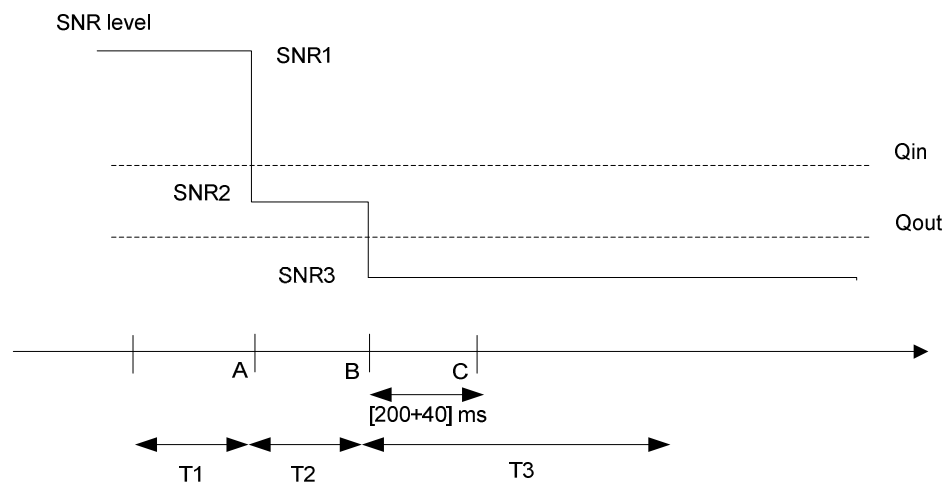 SNR level
SNR1
Qin
SNR2
Qout
SNR3
A B C
[200+40] ms
T1 T2 T3